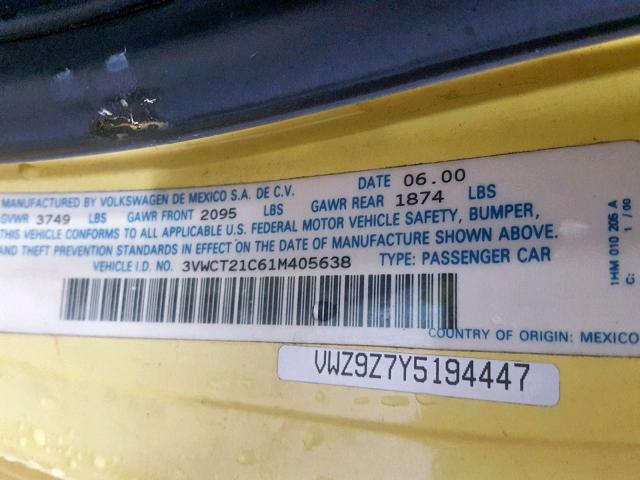 MANUFACTURED BY VOLKSWAGEN DE MEXICO S.A. DE C.V. DATE 06.00
GVWR 3749 LBS GAWR FRONT 2095 LBS GAWR REAR 1874 LBS
THIS VEHICLE CONFORMS TO ALL APPLICABLE U.S. FEDERAL MOTOR VEHICLE SAFETY, BUMPER,
AND THEFT PREVENTION STANDARDS IN EFFECT ON THE DATE OF MANUFACTURE SHOWN ABOVE.
VEHICLE I.D. NO. 3VWCT21C61M405638 TYPE: PASSENGER CAR
COUNTRY OF ORIGIN: MEXICO
1HM 010 205 A
C: 1/00
VWZ9Z7Y5194447